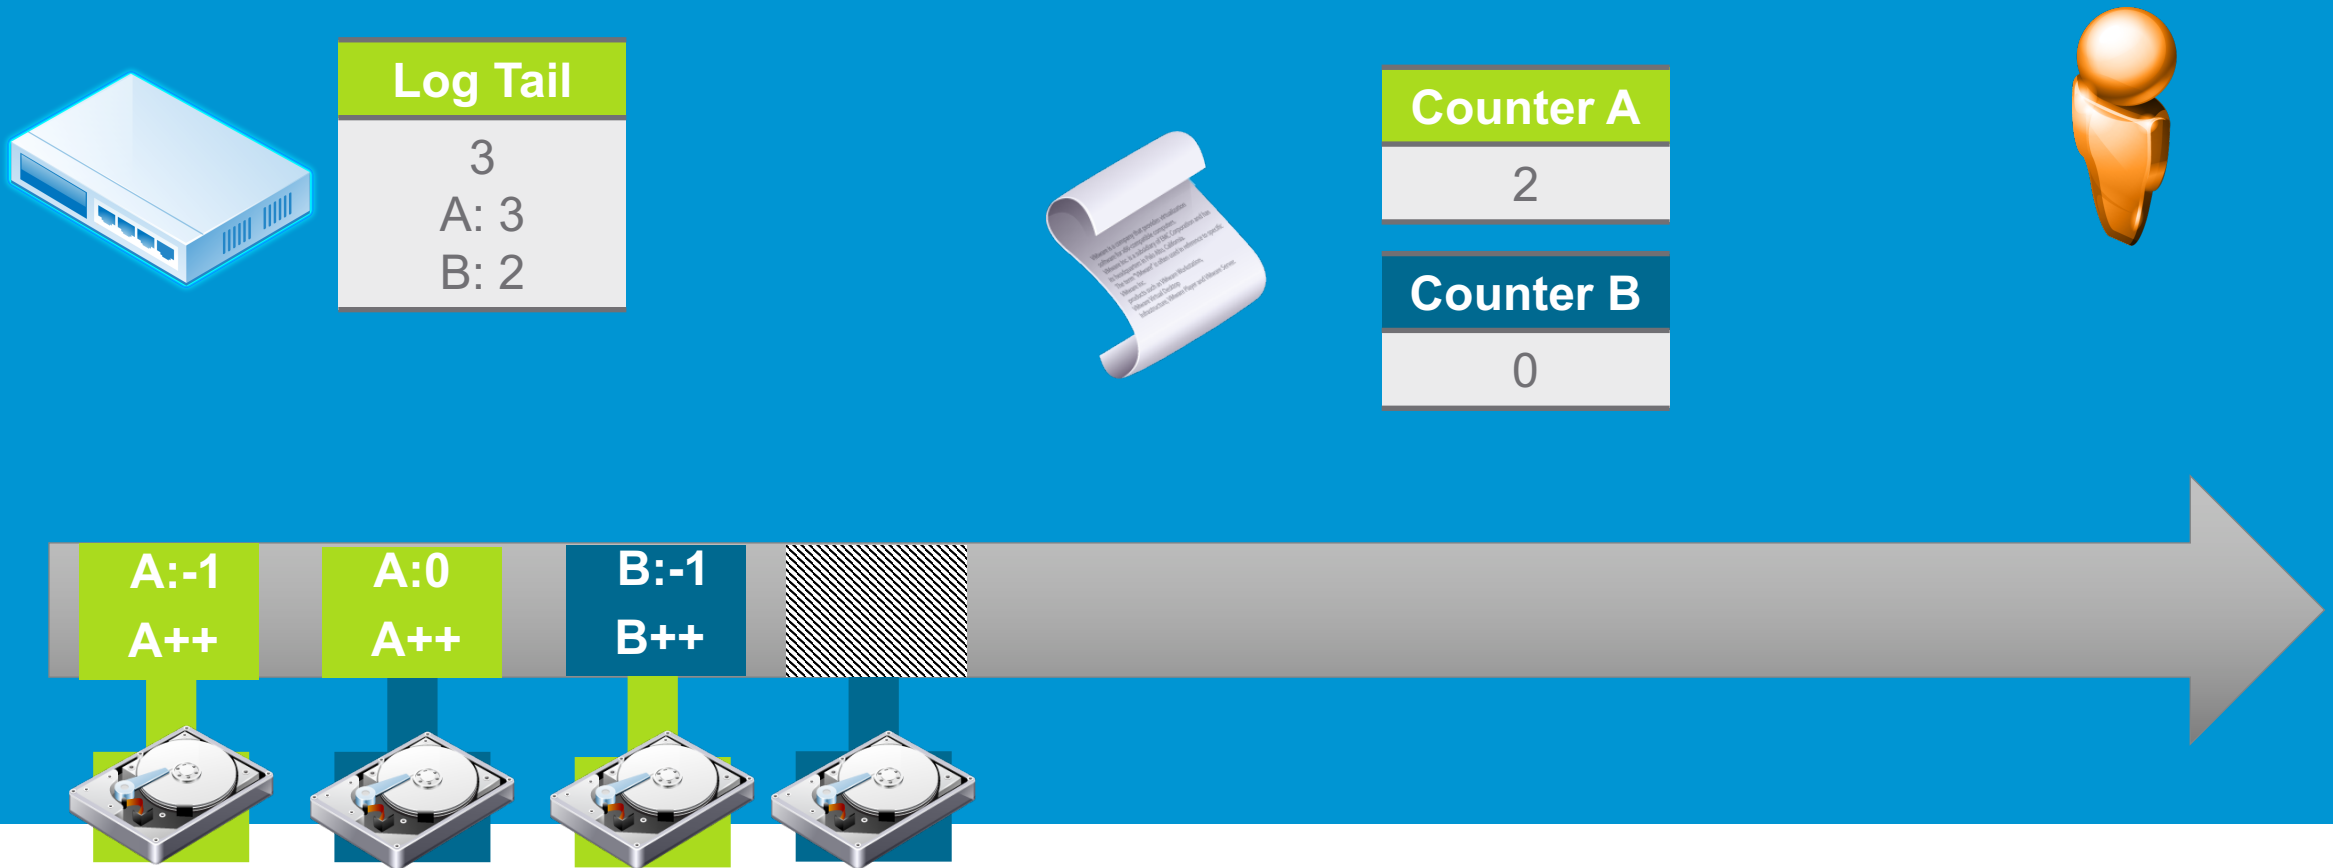 Log Tail
3
A: 3
B: 2
Counter A
2
Counter B
0
A:-1
A++
A:0
A++
B:-1
B++